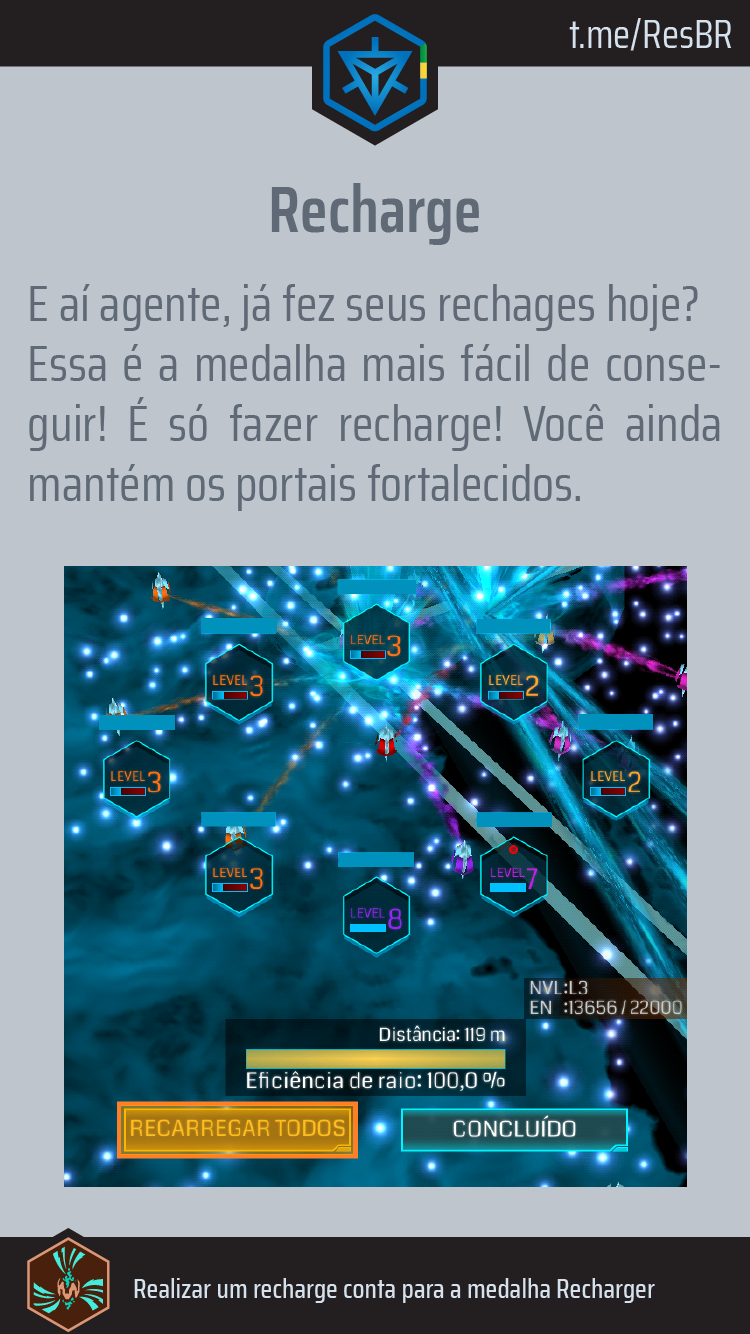 t.me/ResBR
Recharge
E aí agente, já fez seus rechages hoje?
Essa é a medalha mais fácil de conse-
guir! É só fazer recharge! Você ainda
mantém os portais fortalecidos.
LEVEL 3
LEVEL 3
LEVEL 2
LEVEL 3
LEVEL 2
LEVEL 3
LEVEL 7
LEVEL 8
NVL:L3
EN :13656 / 22000
Distância: 119 m
Eficiência de raio: 100,0 %
RECARREGAR TODOS
CONCLUÍDO
Realizar um recharge conta para a medalha Recharger